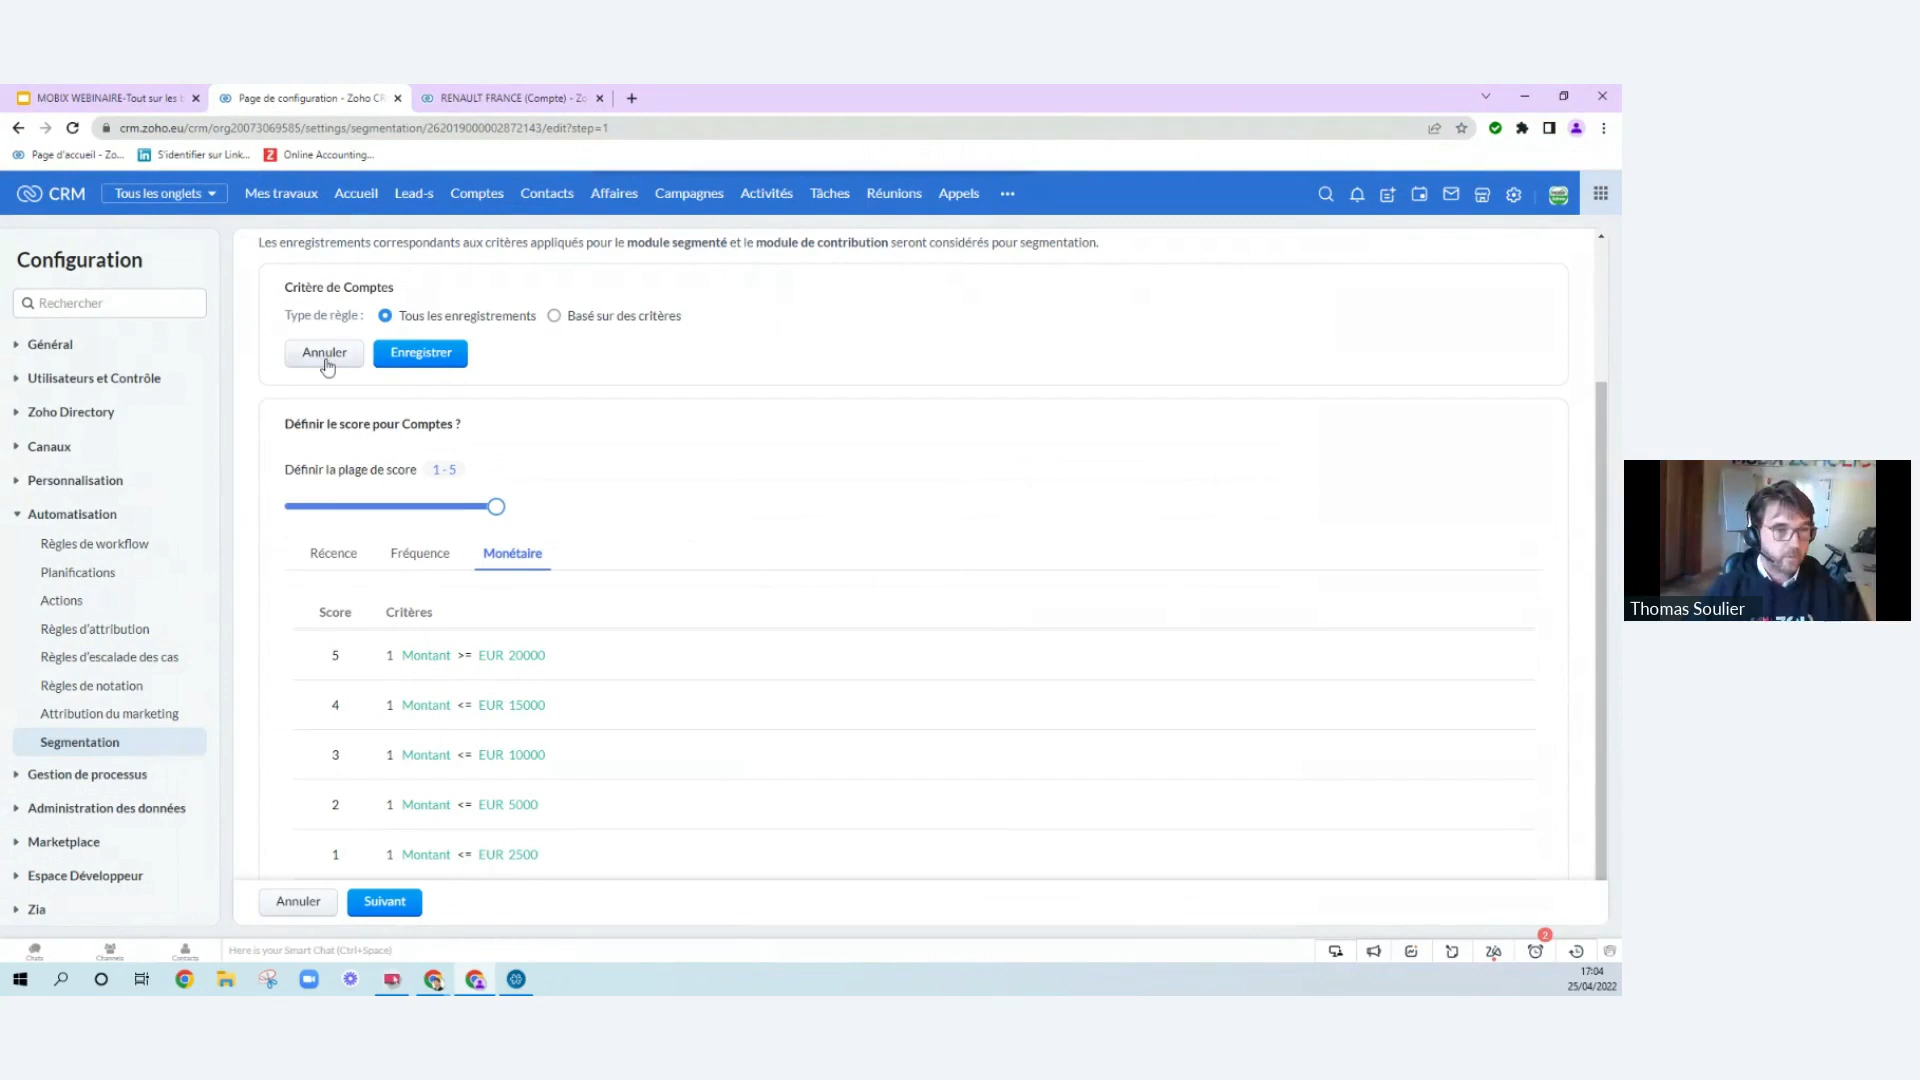 MOBIX WEBINAIRE-Tout sur les
Page de configuration - Zoho CR
RENAULT FRANCE (Compte) - Zo
crm.zoho.eu/crm/org20073069585/settings/segmentation/262019000002872143/edit?step=1
Page d'accueil - Zo...
S'identifier sur Link...
Online Accounting...
CRM
Tous les onglets
Mes travaux
Accueil
Lead-s
Comptes
Contacts
Affaires
Campagnes
Activités
Tâches
Réunions
Appels
Configuration
Rechercher
Général
Utilisateurs et Contrôle
Zoho Directory
Canaux
Personnalisation
Automatisation
Règles de workflow
Planifications
Actions
Règles d'attribution
Règles d'escalade des cas
Règles de notation
Attribution du marketing
Segmentation
Gestion de processus
Administration des données
Marketplace
Espace Développeur
Zia
Les enregistrements correspondants aux critères appliqués pour le module segmenté et le module de contribution seront considérés pour segmentation.
Critère de Comptes
Type de règle : Tous les enregistrements Basé sur des critères
Annuler Enregistrer
Définir le score pour Comptes ?
Définir la plage de score 1 - 5
Récence Fréquence Monétaire
Score Critères
5 1 Montant >= EUR 20000
4 1 Montant <= EUR 15000
3 1 Montant <= EUR 10000
2 1 Montant <= EUR 5000
1 1 Montant <= EUR 2500
Annuler Suivant
Chats
Channels
Contacts
Here is your Smart Chat (Ctrl+Space)
2
17:04
25/04/2022
Thomas Soulier